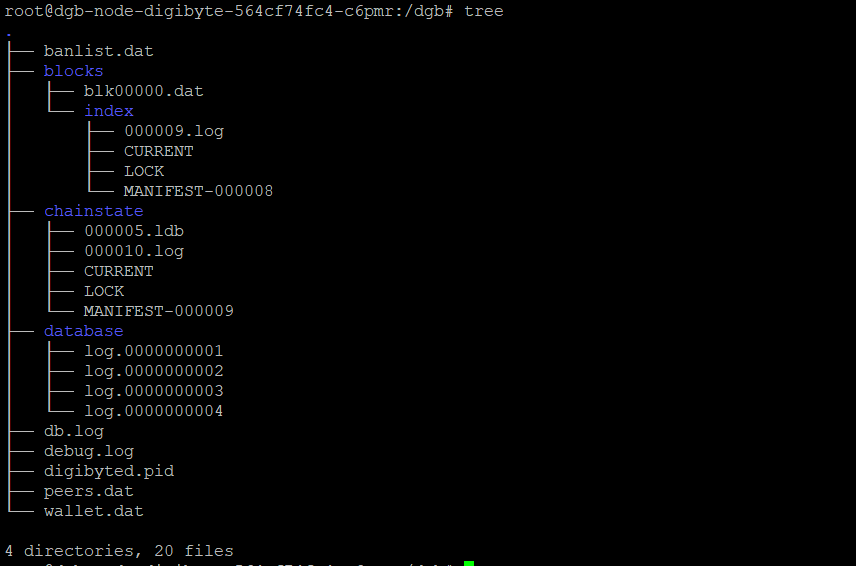 root@dgb-node-digibyte-564cf74fc4-c6pmr:/dgb# tree
.
├── banlist.dat
├── blocks
│   ├── blk00000.dat
│   └── index
│       ├── 000009.log
│       ├── CURRENT
│       ├── LOCK
│       └── MANIFEST-000008
├── chainstate
│   ├── 000005.ldb
│   ├── 000010.log
│   ├── CURRENT
│   ├── LOCK
│   └── MANIFEST-000009
├── database
│   ├── log.0000000001
│   ├── log.0000000002
│   ├── log.0000000003
│   └── log.0000000004
├── db.log
├── debug.log
├── digibyted.pid
├── peers.dat
└── wallet.dat
4 directories, 20 files